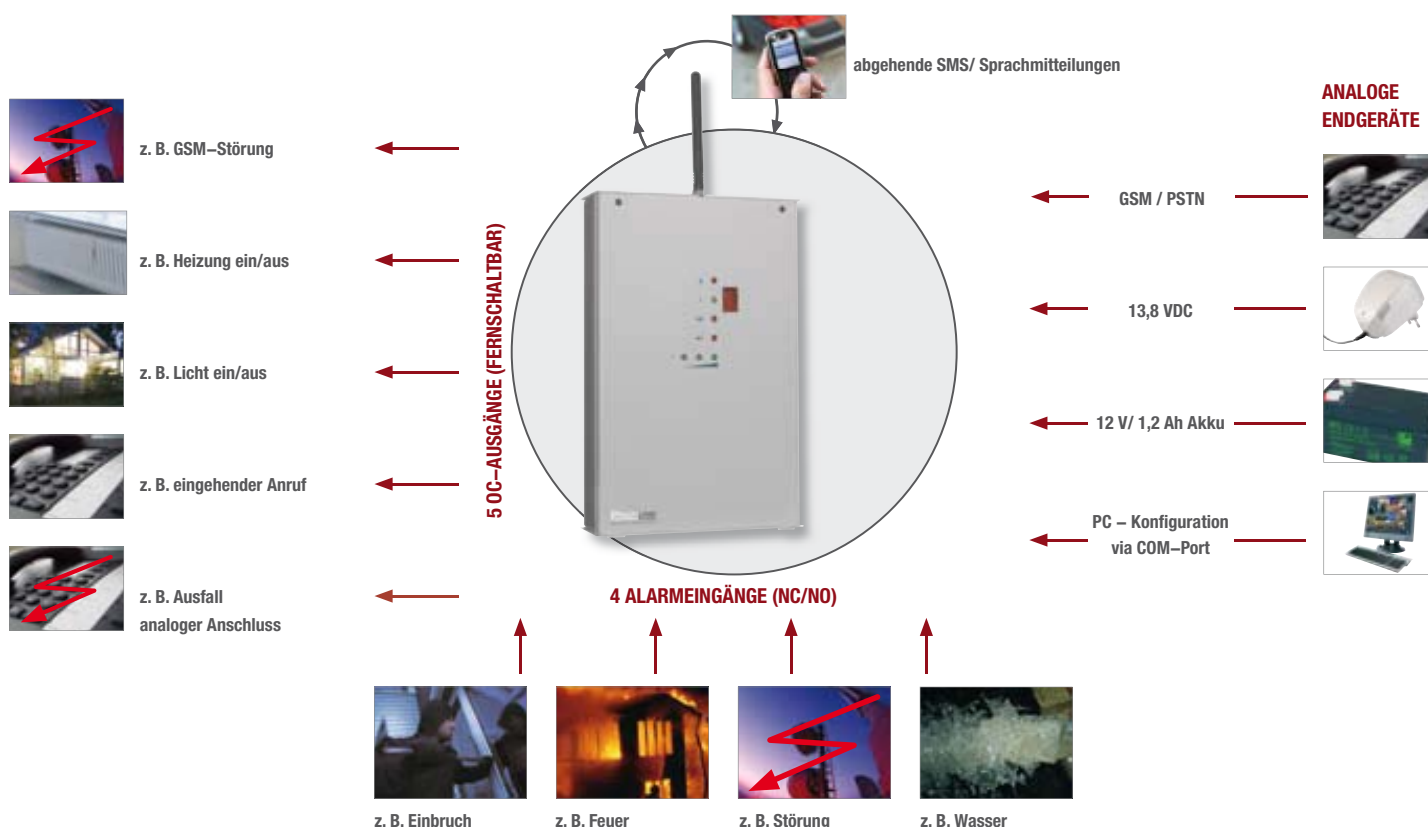 abgehende SMS/ Sprachmitteilungen
z. B. GSM–Störung
z. B. Heizung ein/aus
z. B. Licht ein/aus
z. B. eingehender Anruf
z. B. Ausfall
analoger Anschluss
5 OC–AUSGÄNGE (FERNSCHALTBAR)
ANALOGE
ENDGERÄTE
GSM / PSTN
13,8 VDC
12 V/ 1,2 Ah Akku
PC – Konfiguration
via COM–Port
4 ALARMEINGÄNGE (NC/NO)
z. B. Einbruch
z. B. Feuer
z. B. Störung
z. B. Wasser